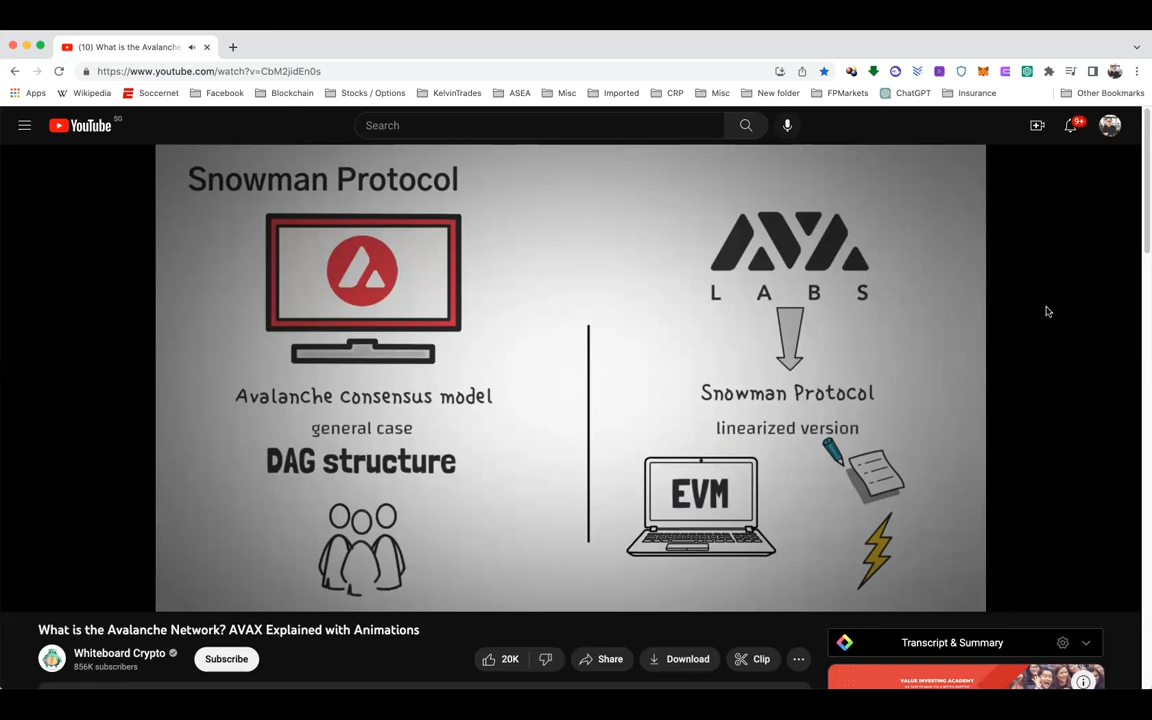 (10) What is the Avalanche
https://www.youtube.com/watch?v=CbM2jidEn0s
Apps Wikipedia Soccernet Facebook Blockchain Stocks / Options KelvinTrades ASEA Misc Imported CRP Misc New folder FPMarkets ChatGPT Insurance Other Bookmarks
YouTube SG
Search
9+
Snowman Protocol
AVA
LABS
Avalanche consensus model
Snowman Protocol
general case
linearized version
DAG structure
EVM
What is the Avalanche Network? AVAX Explained with Animations
Whiteboard Crypto
856K subscribers
Subscribe
20K
Share
Download
Clip
Transcript & Summary
VALUE INVESTING ACADEMY